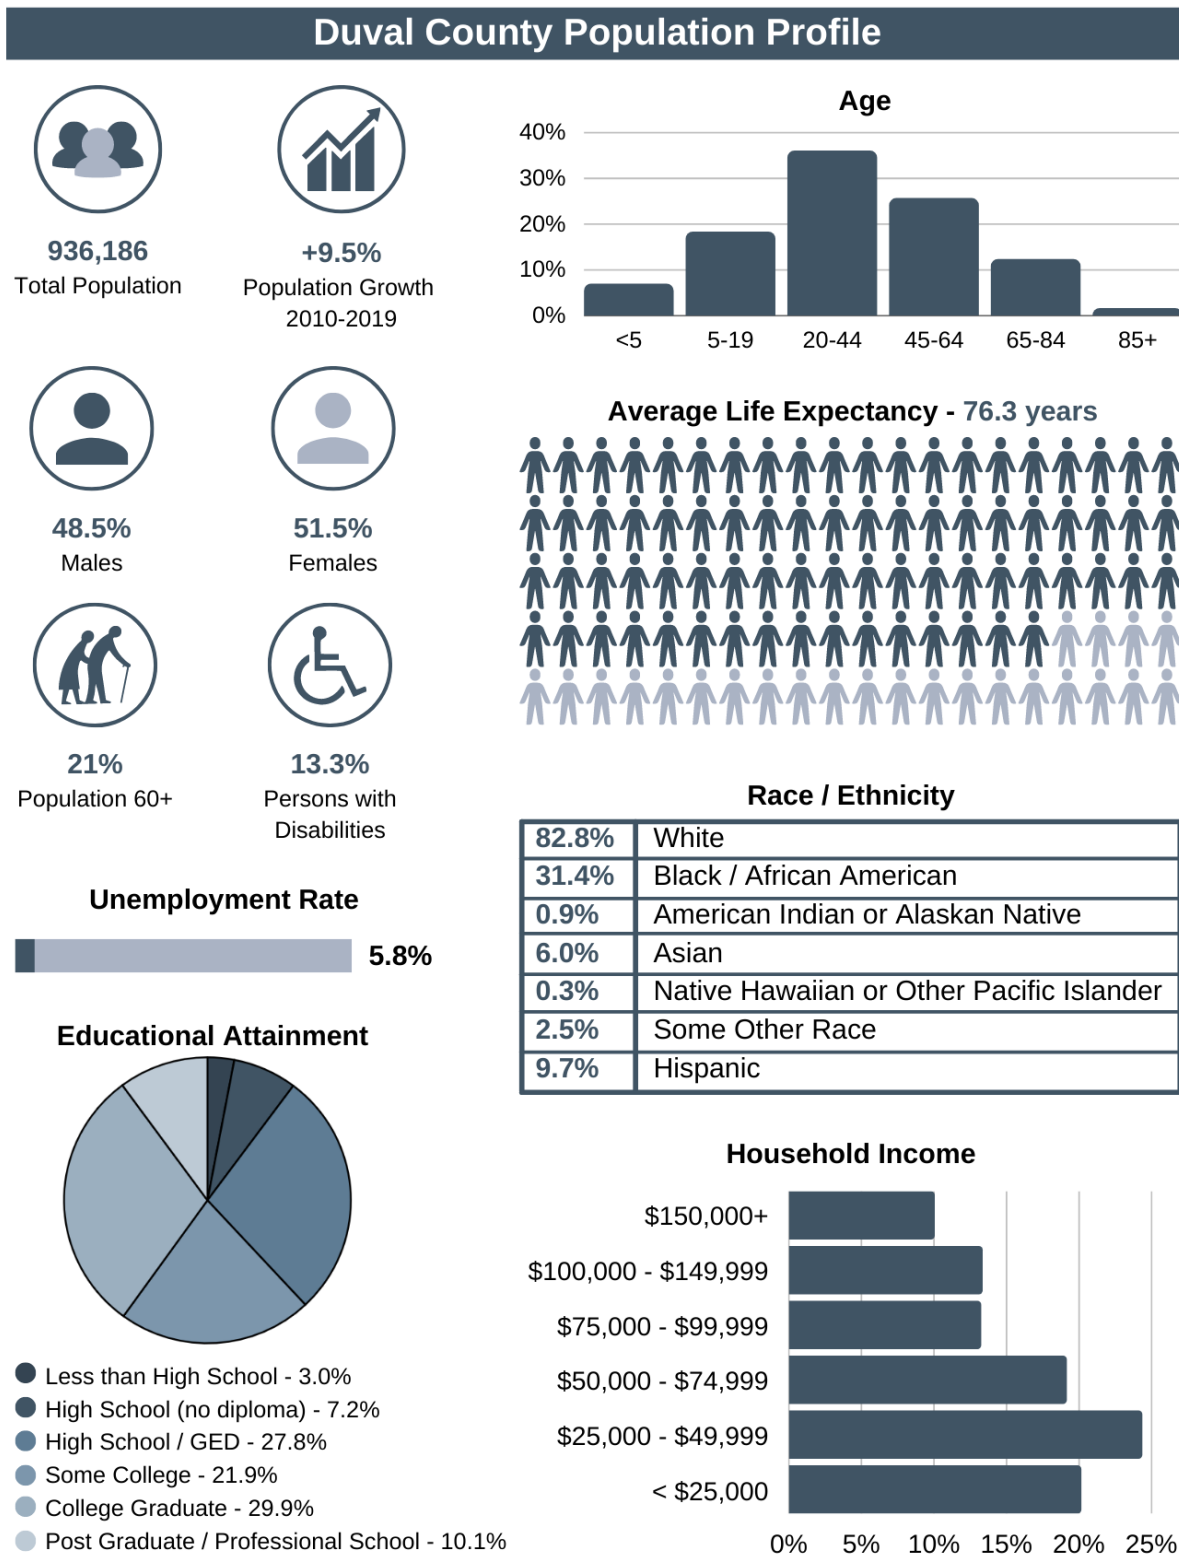 Duval County Population Profile
936,186
Total Population
+9.5%
Population Growth
2010-2019
48.5%
Males
51.5%
Females
21%
Population 60+
13.3%
Persons with
Disabilities
Unemployment Rate
5.8%
Educational Attainment
Less than High School - 3.0%
High School (no diploma) - 7.2%
High School / GED - 27.8%
Some College - 21.9%
College Graduate - 29.9%
Post Graduate / Professional School - 10.1%
Age
40%
30%
20%
10%
0%
<5 5-19 20-44 45-64 65-84 85+
Average Life Expectancy - 76.3 years
Race / Ethnicity
82.8% White
31.4% Black / African American
0.9% American Indian or Alaskan Native
6.0% Asian
0.3% Native Hawaiian or Other Pacific Islander
2.5% Some Other Race
9.7% Hispanic
Household Income
$150,000+
$100,000 - $149,999
$75,000 - $99,999
$50,000 - $74,999
$25,000 - $49,999
< $25,000
0% 5% 10% 15% 20% 25%